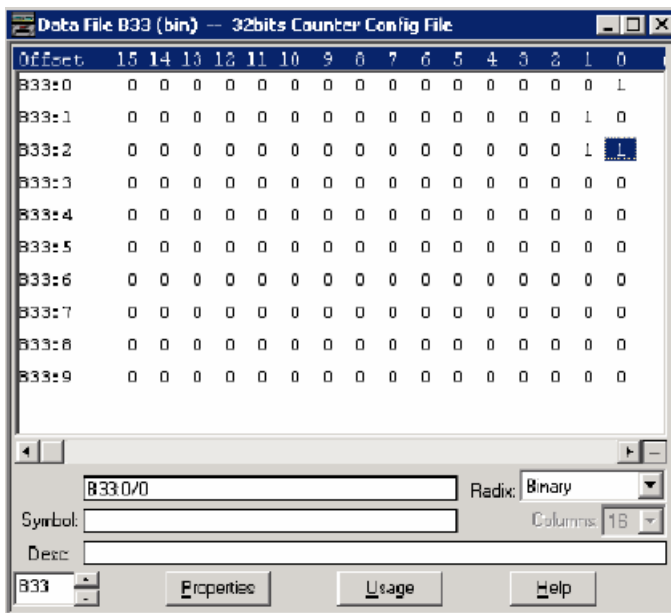 Data File B33 (bin) -- 32bits Counter Config File
Offset 15 14 13 12 11 10 9 8 7 6 5 4 3 2 1 0
B33:0 0 0 0 0 0 0 0 0 0 0 0 0 0 0 0 1
B33:1 0 0 0 0 0 0 0 0 0 0 0 0 0 0 1 0
B33:2 0 0 0 0 0 0 0 0 0 0 0 0 0 0 1 1
B33:3 0 0 0 0 0 0 0 0 0 0 0 0 0 0 0 0
B33:4 0 0 0 0 0 0 0 0 0 0 0 0 0 0 0 0
B33:5 0 0 0 0 0 0 0 0 0 0 0 0 0 0 0 0
B33:6 0 0 0 0 0 0 0 0 0 0 0 0 0 0 0 0
B33:7 0 0 0 0 0 0 0 0 0 0 0 0 0 0 0 0
B33:8 0 0 0 0 0 0 0 0 0 0 0 0 0 0 0 0
B33:9 0 0 0 0 0 0 0 0 0 0 0 0 0 0 0 0
B33:0/0 Radix: Binary
Symbol: Columns: 16
Desc:
B33 Properties Usage Help